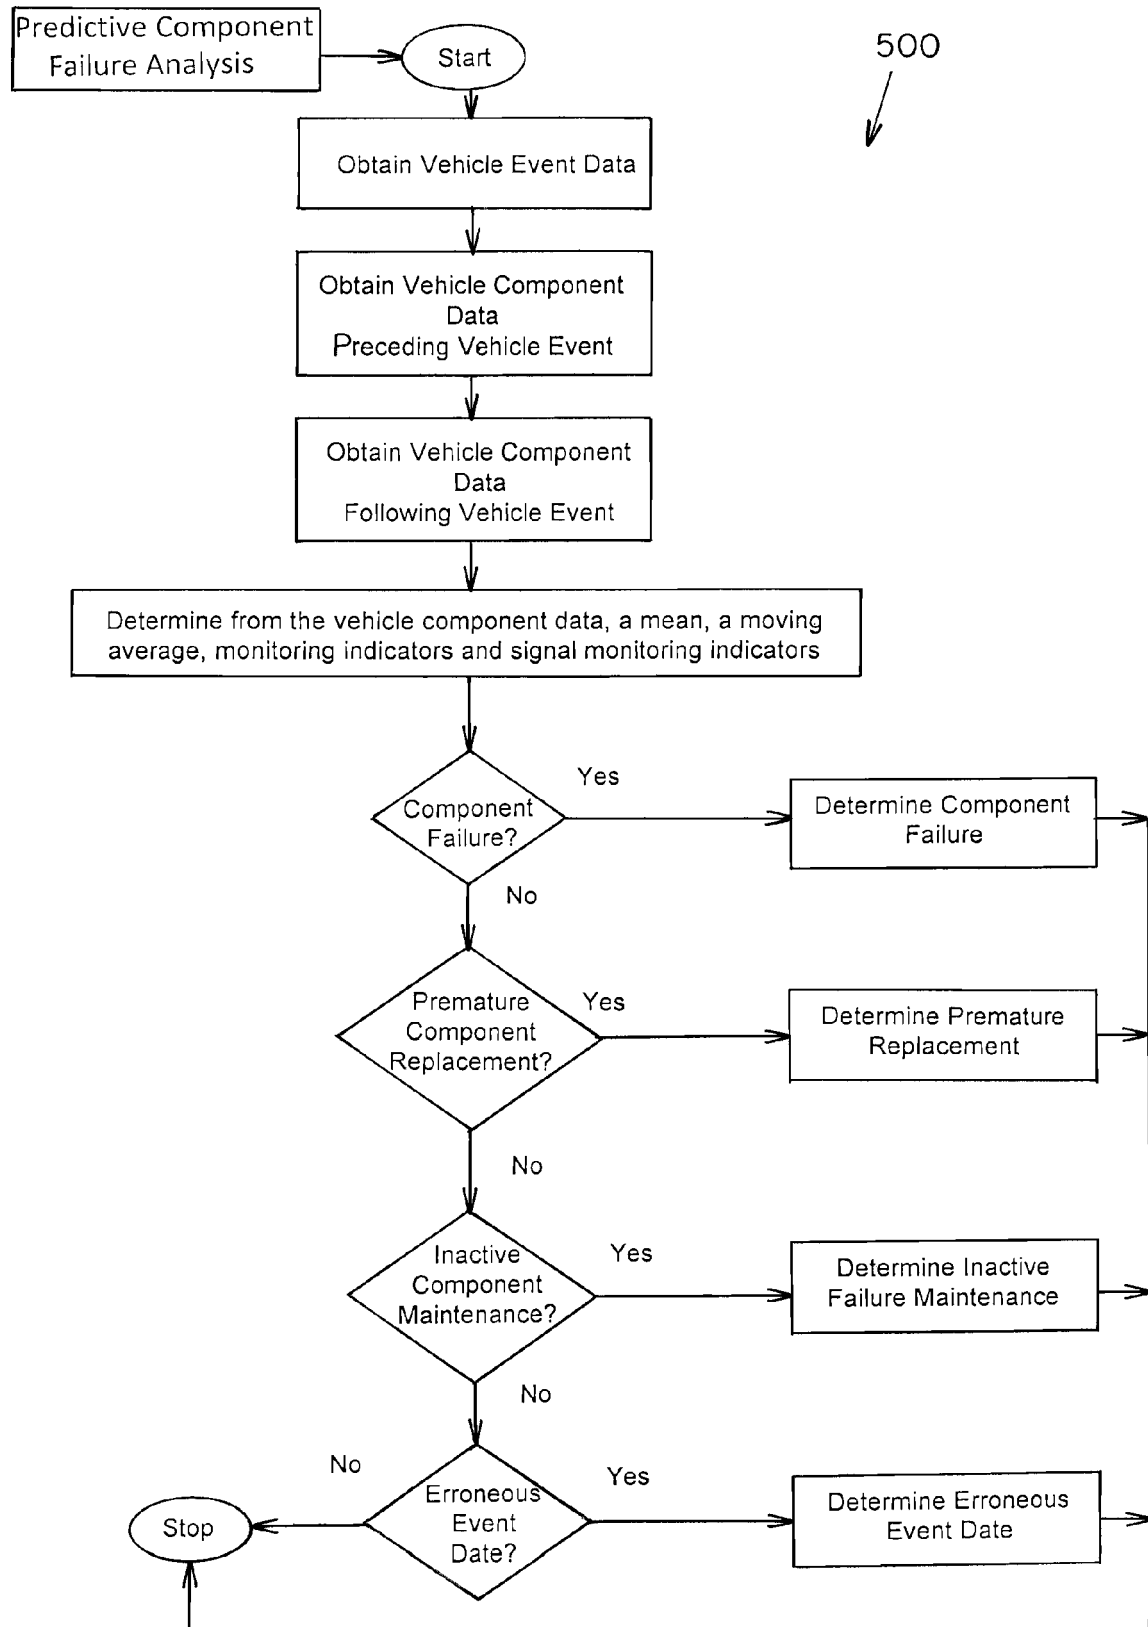 Predictive Component
Failure Analysis
Start
500
Obtain Vehicle Event Data
Obtain Vehicle Component
Data
Preceding Vehicle Event
Obtain Vehicle Component
Data
Following Vehicle Event
Determine from the vehicle component data, a mean, a moving
average, monitoring indicators and signal monitoring indicators
Component
Failure?
Yes
Determine Component
Failure
No
Premature
Component
Replacement?
Yes
Determine Premature
Replacement
No
Inactive
Component
Maintenance?
Yes
Determine Inactive
Failure Maintenance
No
Erroneous
Event
Date?
No
Yes
Determine Erroneous
Event Date
Stop